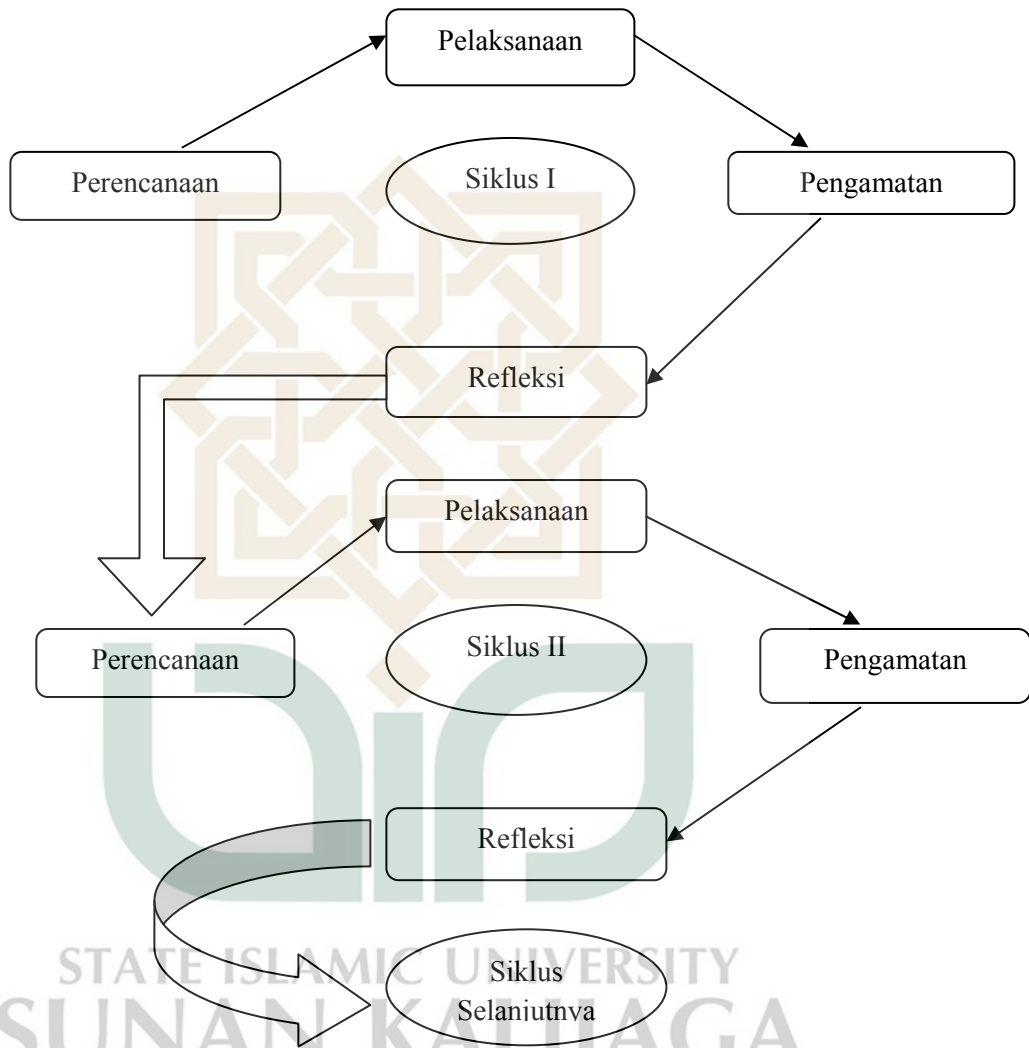 Pelaksanaan
Perencanaan
Siklus I
Pengamatan
Refleksi
Pelaksanaan
Perencanaan
Siklus II
Pengamatan
Refleksi
STATE ISLAMIC UNIVERSITY
Siklus
Selanjutnya
SUNAN KALIJAGA